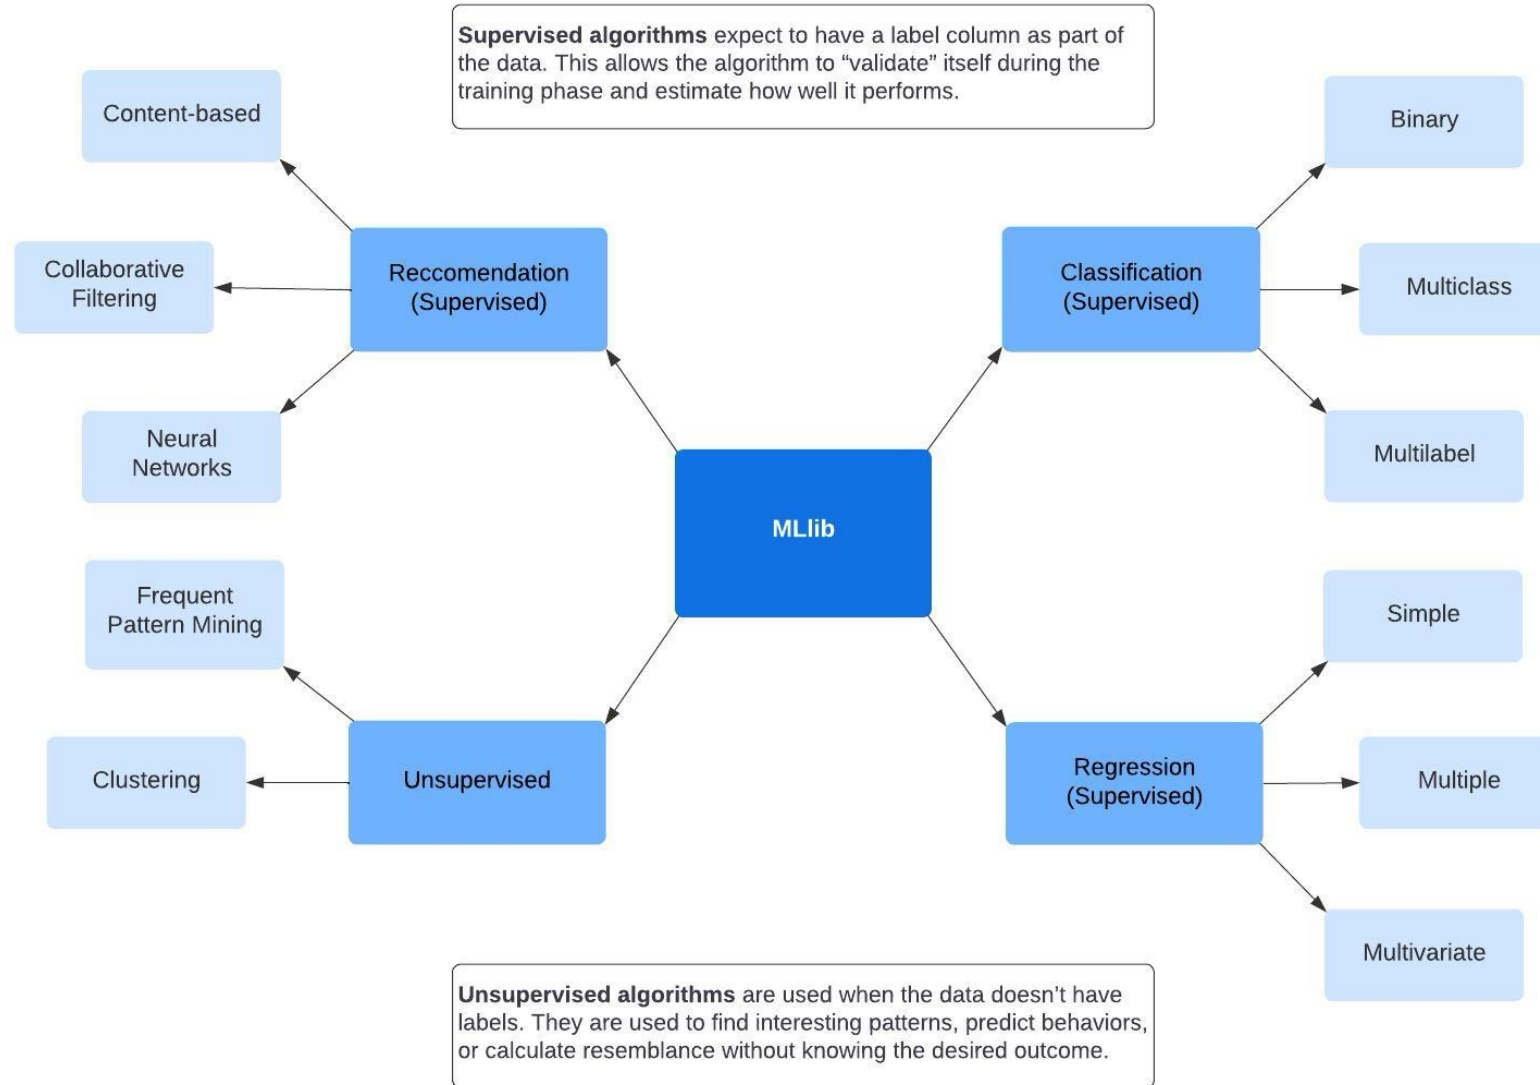 Supervised algorithms expect to have a label column as part of
the data. This allows the algorithm to “validate” itself during the
training phase and estimate how well it performs.
Content-based
Collaborative
Filtering
Neural
Networks
Reccomendation
(Supervised)
Classification
(Supervised)
Binary
Multiclass
Multilabel
MLlib
Frequent
Pattern Mining
Clustering
Unsupervised
Regression
(Supervised)
Simple
Multiple
Multivariate
Unsupervised algorithms are used when the data doesn’t have
labels. They are used to find interesting patterns, predict behaviors,
or calculate resemblance without knowing the desired outcome.